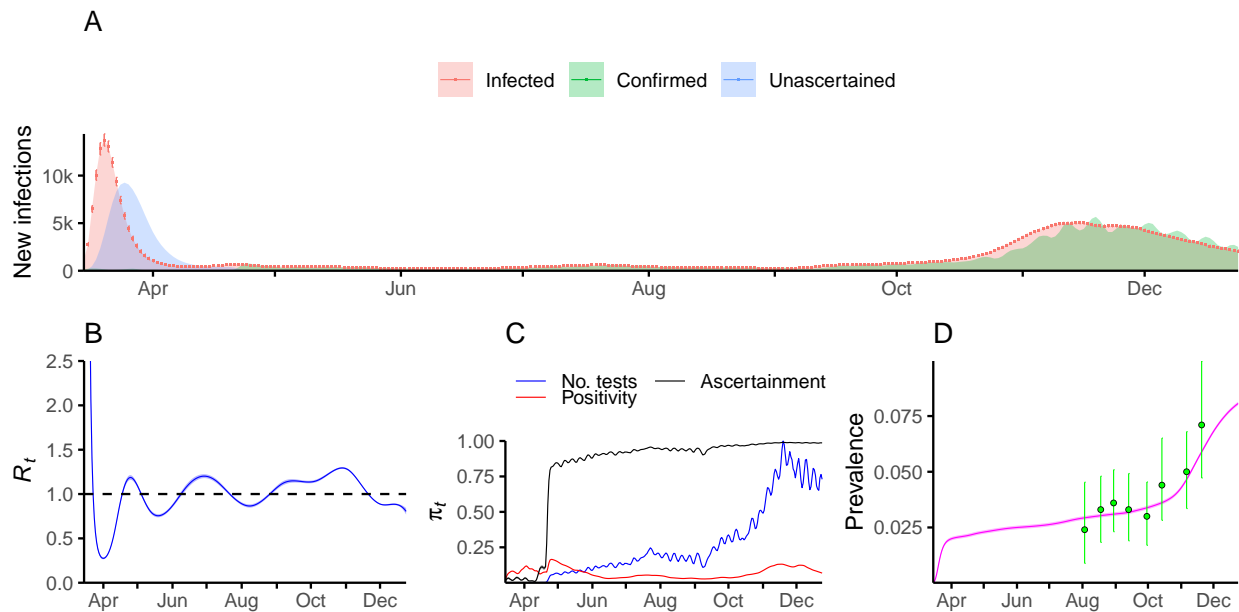 A
Infected Confirmed Unascertained
New infections
10k
5k
0
Apr Jun Aug Oct Dec
B
R_t
2.5
2.0
1.5
1.0
0.5
0.0
Apr Jun Aug Oct Dec
C
No. tests Ascertainment
Positivity
π_t
1.00
0.75
0.50
0.25
Apr Jun Aug Oct Dec
D
Prevalence
0.075
0.050
0.025
Apr Jun Aug Oct Dec